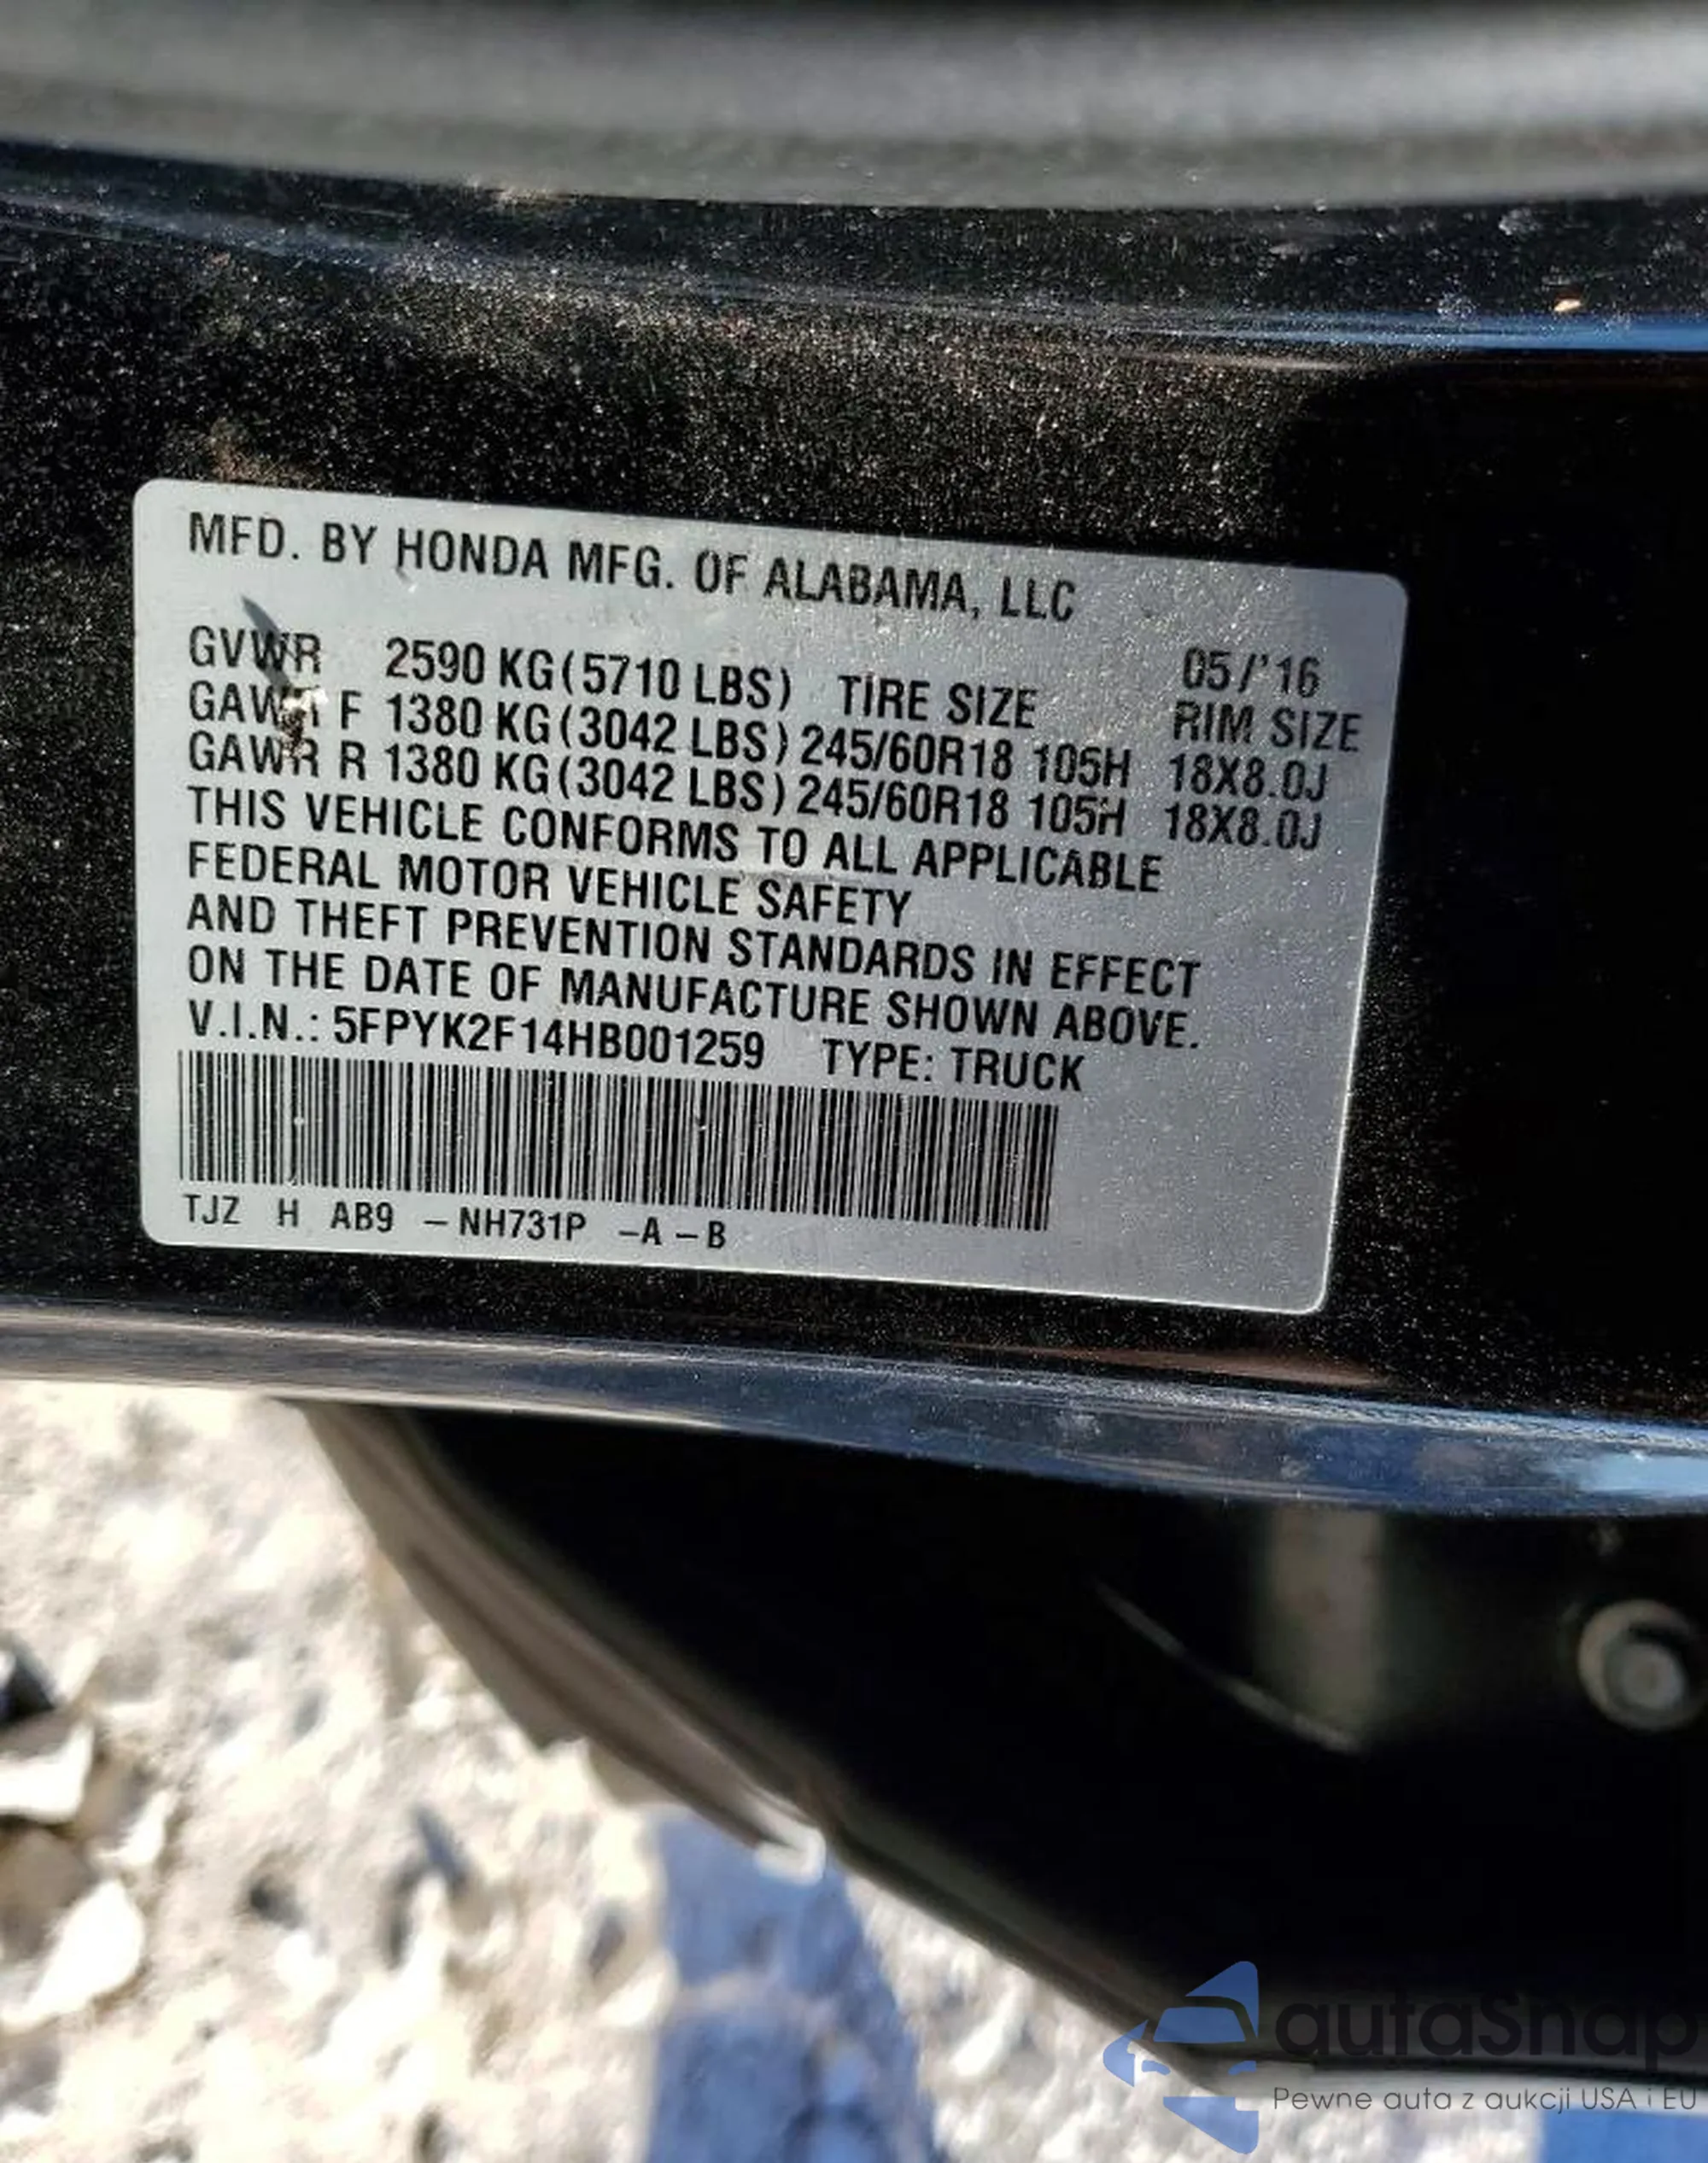 MFD. BY HONDA MFG. OF ALABAMA, LLC
05/'16
GVWR 2590 KG(5710 LBS) TIRE SIZE RIM SIZE
GAWR F 1380 KG(3042 LBS) 245/60R18 105H 18X8.0J
GAWR R 1380 KG(3042 LBS) 245/60R18 105H 18X8.0J
THIS VEHICLE CONFORMS TO ALL APPLICABLE
FEDERAL MOTOR VEHICLE SAFETY
AND THEFT PREVENTION STANDARDS IN EFFECT
ON THE DATE OF MANUFACTURE SHOWN ABOVE.
V.I.N.: 5FPYK2F14HB001259 TYPE: TRUCK
TJZ H AB9 –NH731P –A –B
autaSnap
Pewne auta z aukcji USA i EU